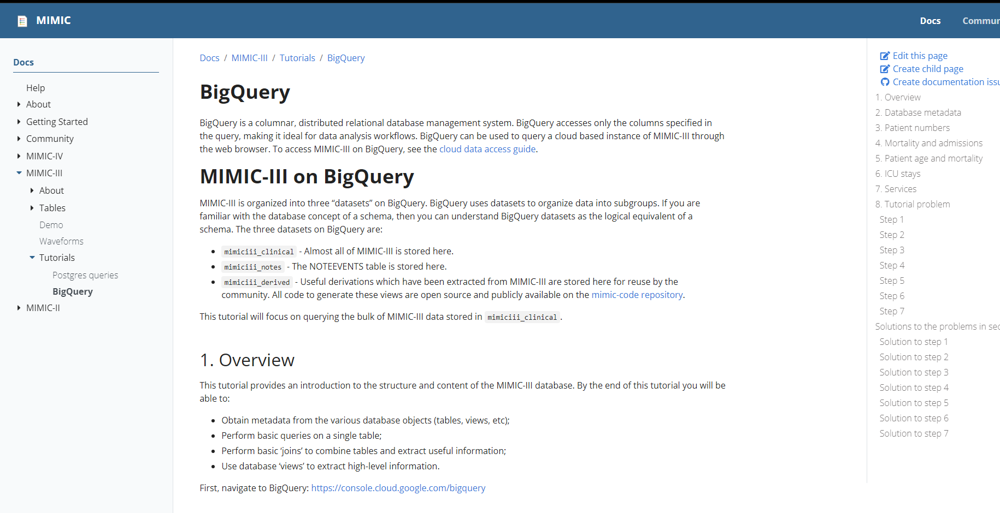 MIMIC
Docs
Commun
Docs
Help
About
Getting Started
Community
MIMIC-IV
MIMIC-III
About
Tables
Demo
Waveforms
Tutorials
Postgres queries
BigQuery
MIMIC-II
Docs / MIMIC-III / Tutorials / BigQuery
BigQuery
BigQuery is a columnar, distributed relational database management system. BigQuery accesses only the columns specified in
the query, making it ideal for data analysis workflows. BigQuery can be used to query a cloud based instance of MIMIC-III through
the web browser. To access MIMIC-III on BigQuery, see the cloud data access guide.
MIMIC-III on BigQuery
MIMIC-III is organized into three “datasets” on BigQuery. BigQuery uses datasets to organize data into subgroups. If you are
familiar with the database concept of a schema, then you can understand BigQuery datasets as the logical equivalent of a
schema. The three datasets on BigQuery are:
• mimiciii_clinical - Almost all of MIMIC-III is stored here.
• mimiciii_notes - The NOTEEVENTS table is stored here.
• mimiciii_derived - Useful derivations which have been extracted from MIMIC-III are stored here for reuse by the
community. All code to generate these views are open source and publicly available on the mimic-code repository.
This tutorial will focus on querying the bulk of MIMIC-III data stored in mimiciii_clinical.
1. Overview
This tutorial provides an introduction to the structure and content of the MIMIC-III database. By the end of this tutorial you will be
able to:
• Obtain metadata from the various database objects (tables, views, etc);
• Perform basic queries on a single table;
• Perform basic ‘joins’ to combine tables and extract useful information;
• Use database ‘views’ to extract high-level information.
First, navigate to BigQuery: https://console.cloud.google.com/bigquery
Edit this page
Create child page
Create documentation issu
1. Overview
2. Database metadata
3. Patient numbers
4. Mortality and admissions
5. Patient age and mortality
6. ICU stays
7. Services
8. Tutorial problem
Step 1
Step 2
Step 3
Step 4
Step 5
Step 6
Step 7
Solutions to the problems in sec
Solution to step 1
Solution to step 2
Solution to step 3
Solution to step 4
Solution to step 5
Solution to step 6
Solution to step 7